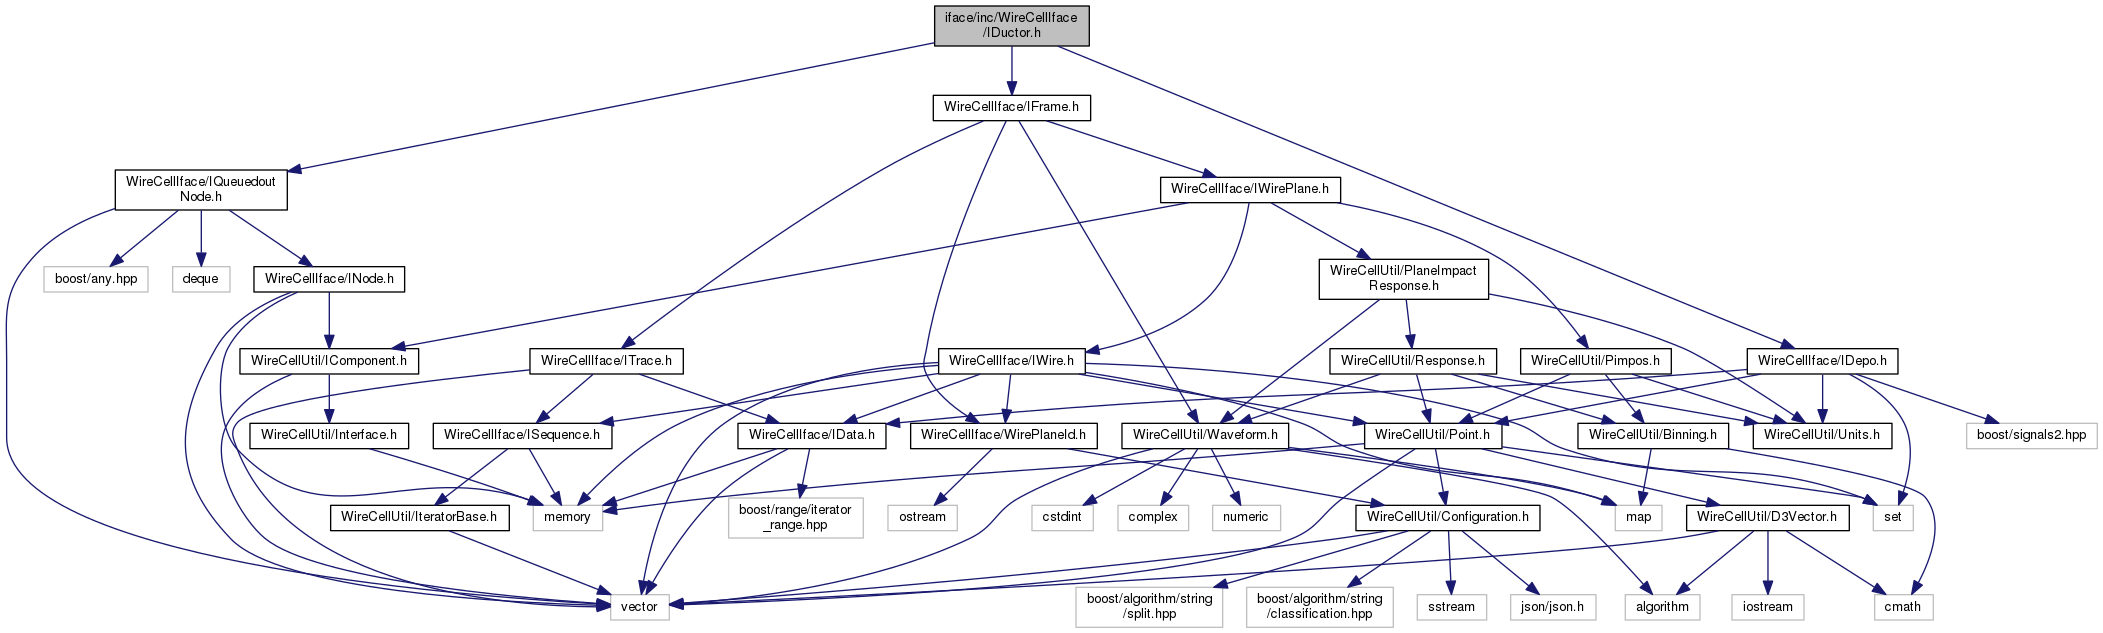 iface/inc/WireCellIface
/IDuctor.h
WireCellIface/IFrame.h
WireCellIface/IQueuedout
Node.h
WireCellIface/IWirePlane.h
boost/any.hpp
deque
WireCellIface/INode.h
WireCellUtil/PlaneImpact
Response.h
WireCellUtil/IComponent.h
WireCellIface/ITrace.h
WireCellIface/IWire.h
WireCellUtil/Response.h
WireCellUtil/Pimpos.h
WireCellIface/IDepo.h
WireCellUtil/Interface.h
WireCellIface/ISequence.h
WireCellIface/IData.h
WireCellIface/WirePlaneId.h
WireCellUtil/Waveform.h
WireCellUtil/Point.h
WireCellUtil/Binning.h
WireCellUtil/Units.h
boost/signals2.hpp
WireCellUtil/IteratorBase.h
memory
boost/range/iterator
_range.hpp
ostream
cstdint
complex
numeric
WireCellUtil/Configuration.h
map
WireCellUtil/D3Vector.h
set
vector
boost/algorithm/string
/split.hpp
boost/algorithm/string
/classification.hpp
sstream
json/json.h
algorithm
iostream
cmath